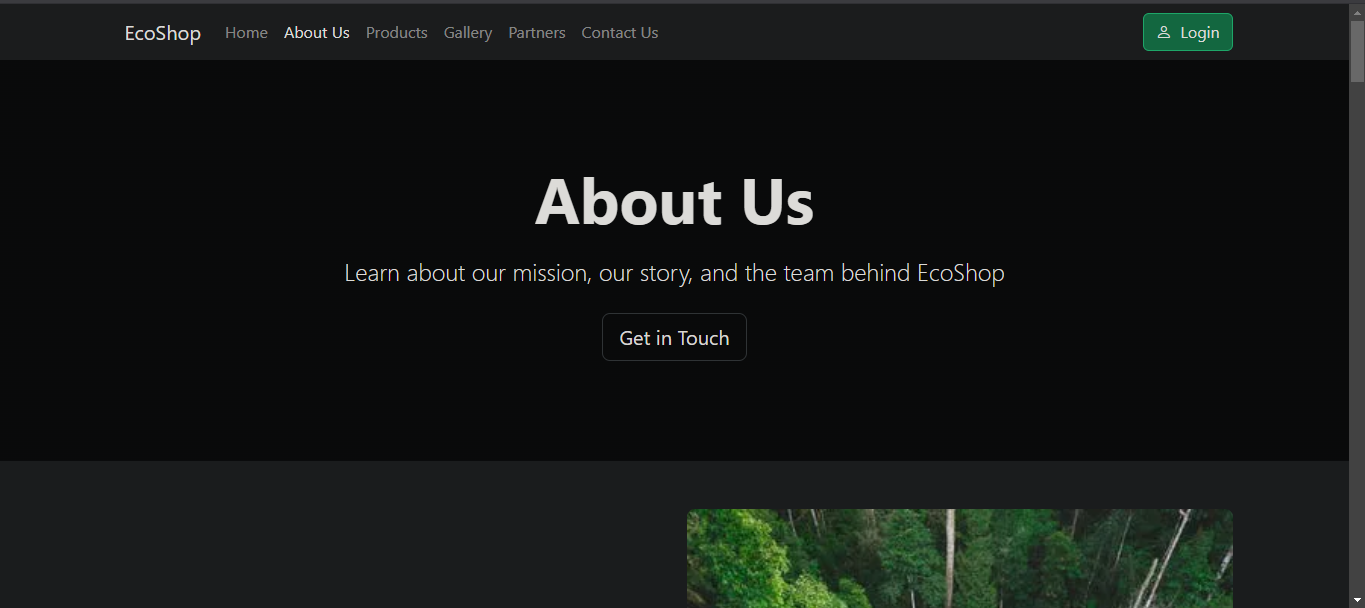 EcoShop Home About Us Products Gallery Partners Contact Us Login
About Us
Learn about our mission, our story, and the team behind EcoShop
Get in Touch